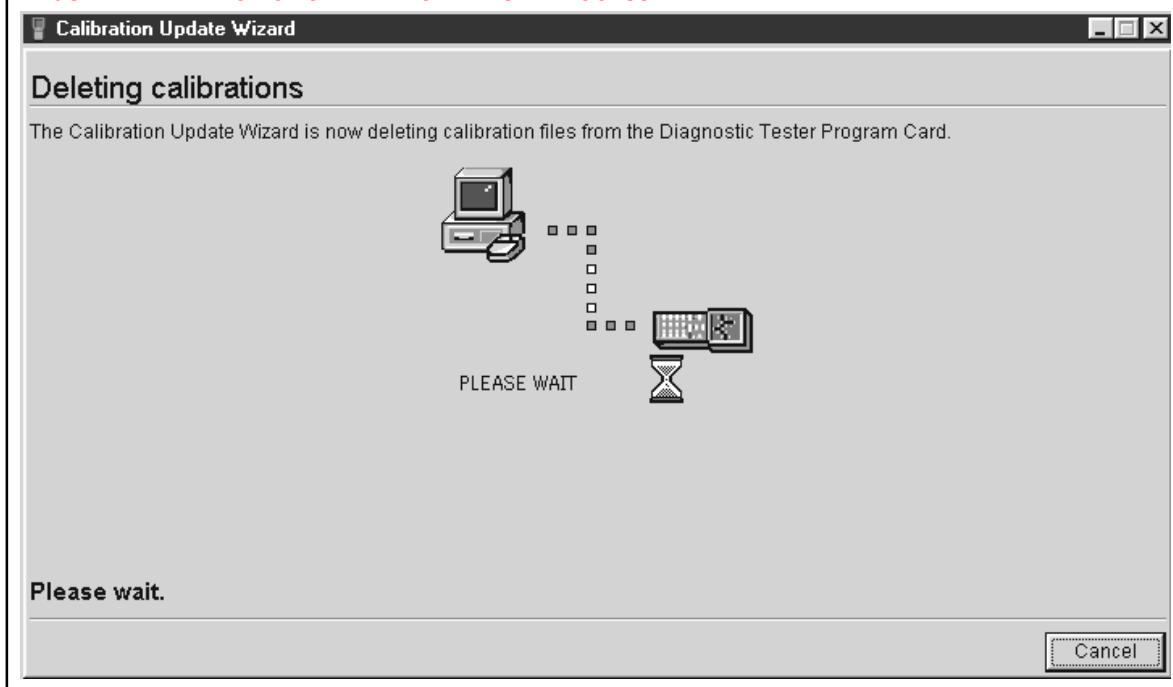 Calibration Update Wizard
Deleting calibrations
The Calibration Update Wizard is now deleting calibration files from the Diagnostic Tester Program Card.
PLEASE WAIT
Please wait.
Cancel